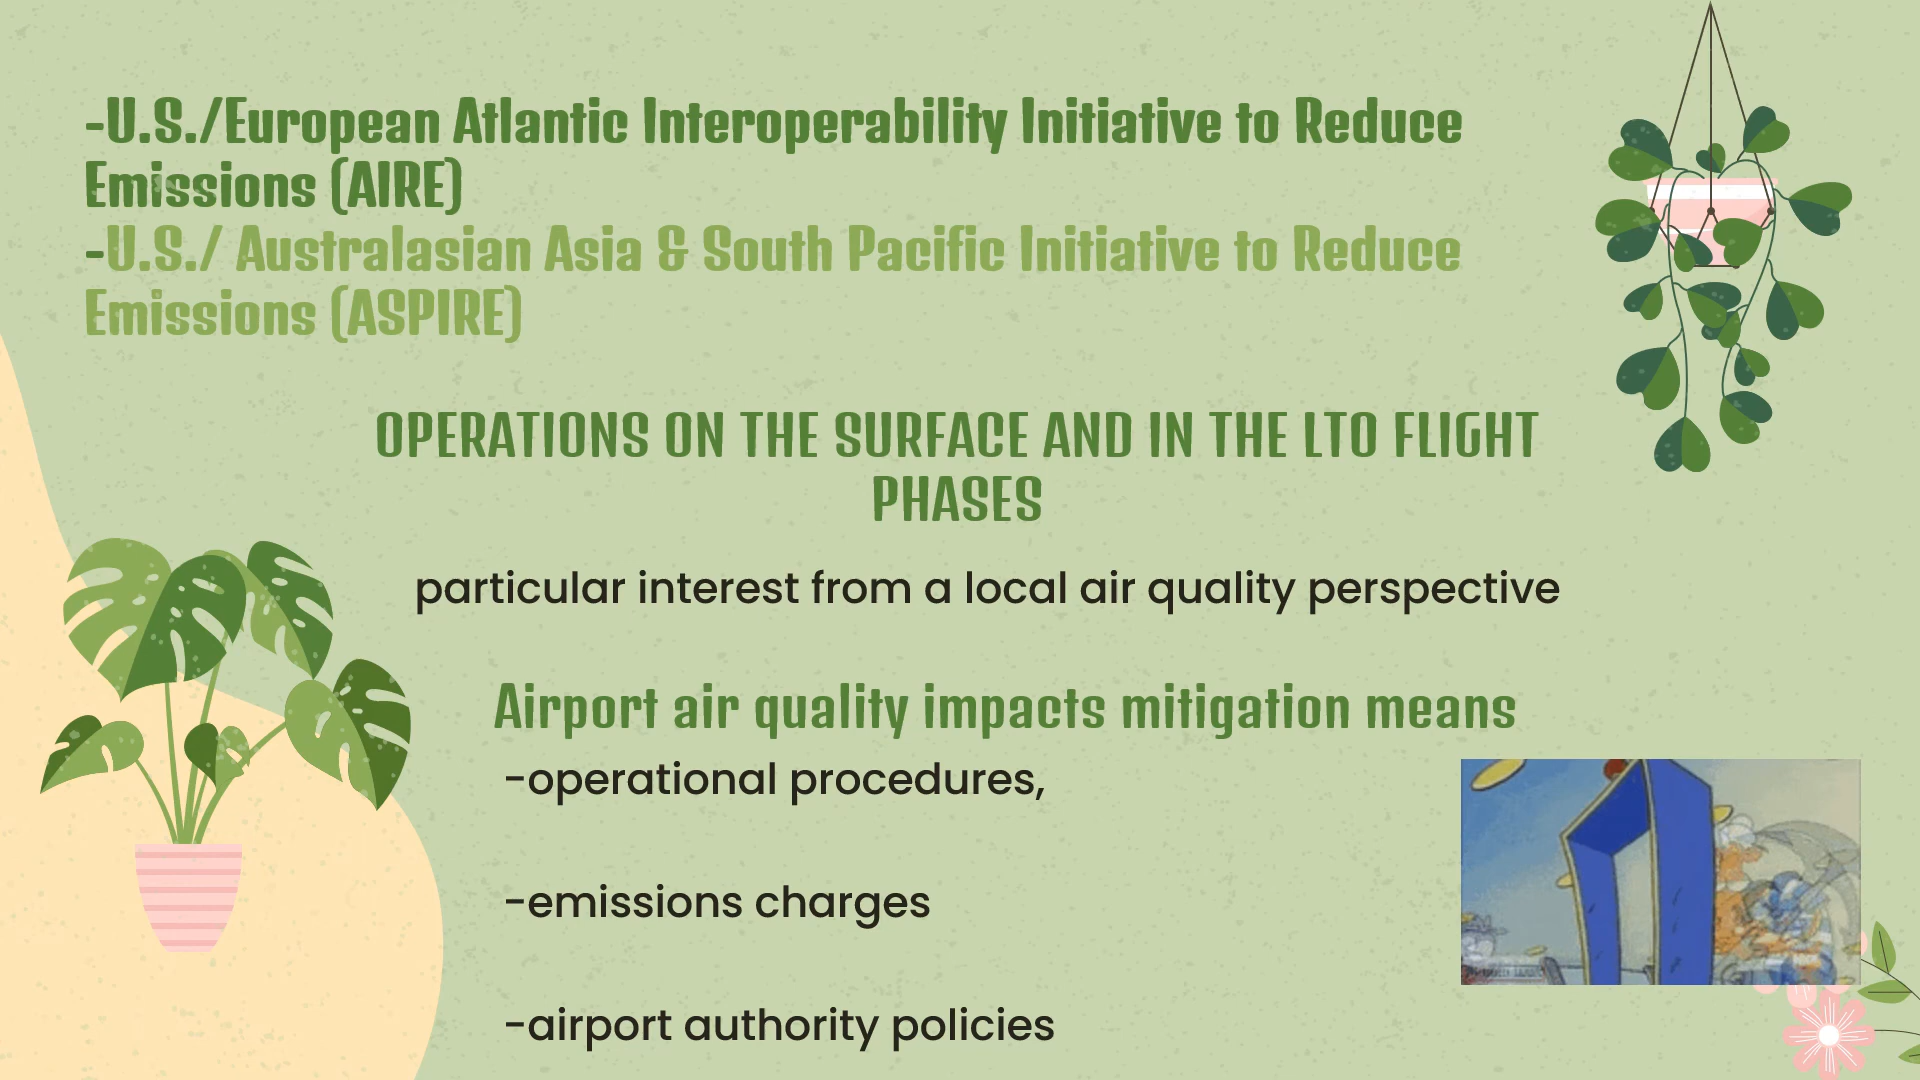 -U.S./European Atlantic Interoperability Initiative to Reduce
Emissions (AIRE)
-U.S./ Australasian Asia & South Pacific Initiative to Reduce
Emissions (ASPIRE)
OPERATIONS ON THE SURFACE AND IN THE LTO FLIGHT
PHASES
particular interest from a local air quality perspective
Airport air quality impacts mitigation means
-operational procedures,
-emissions charges
-airport authority policies